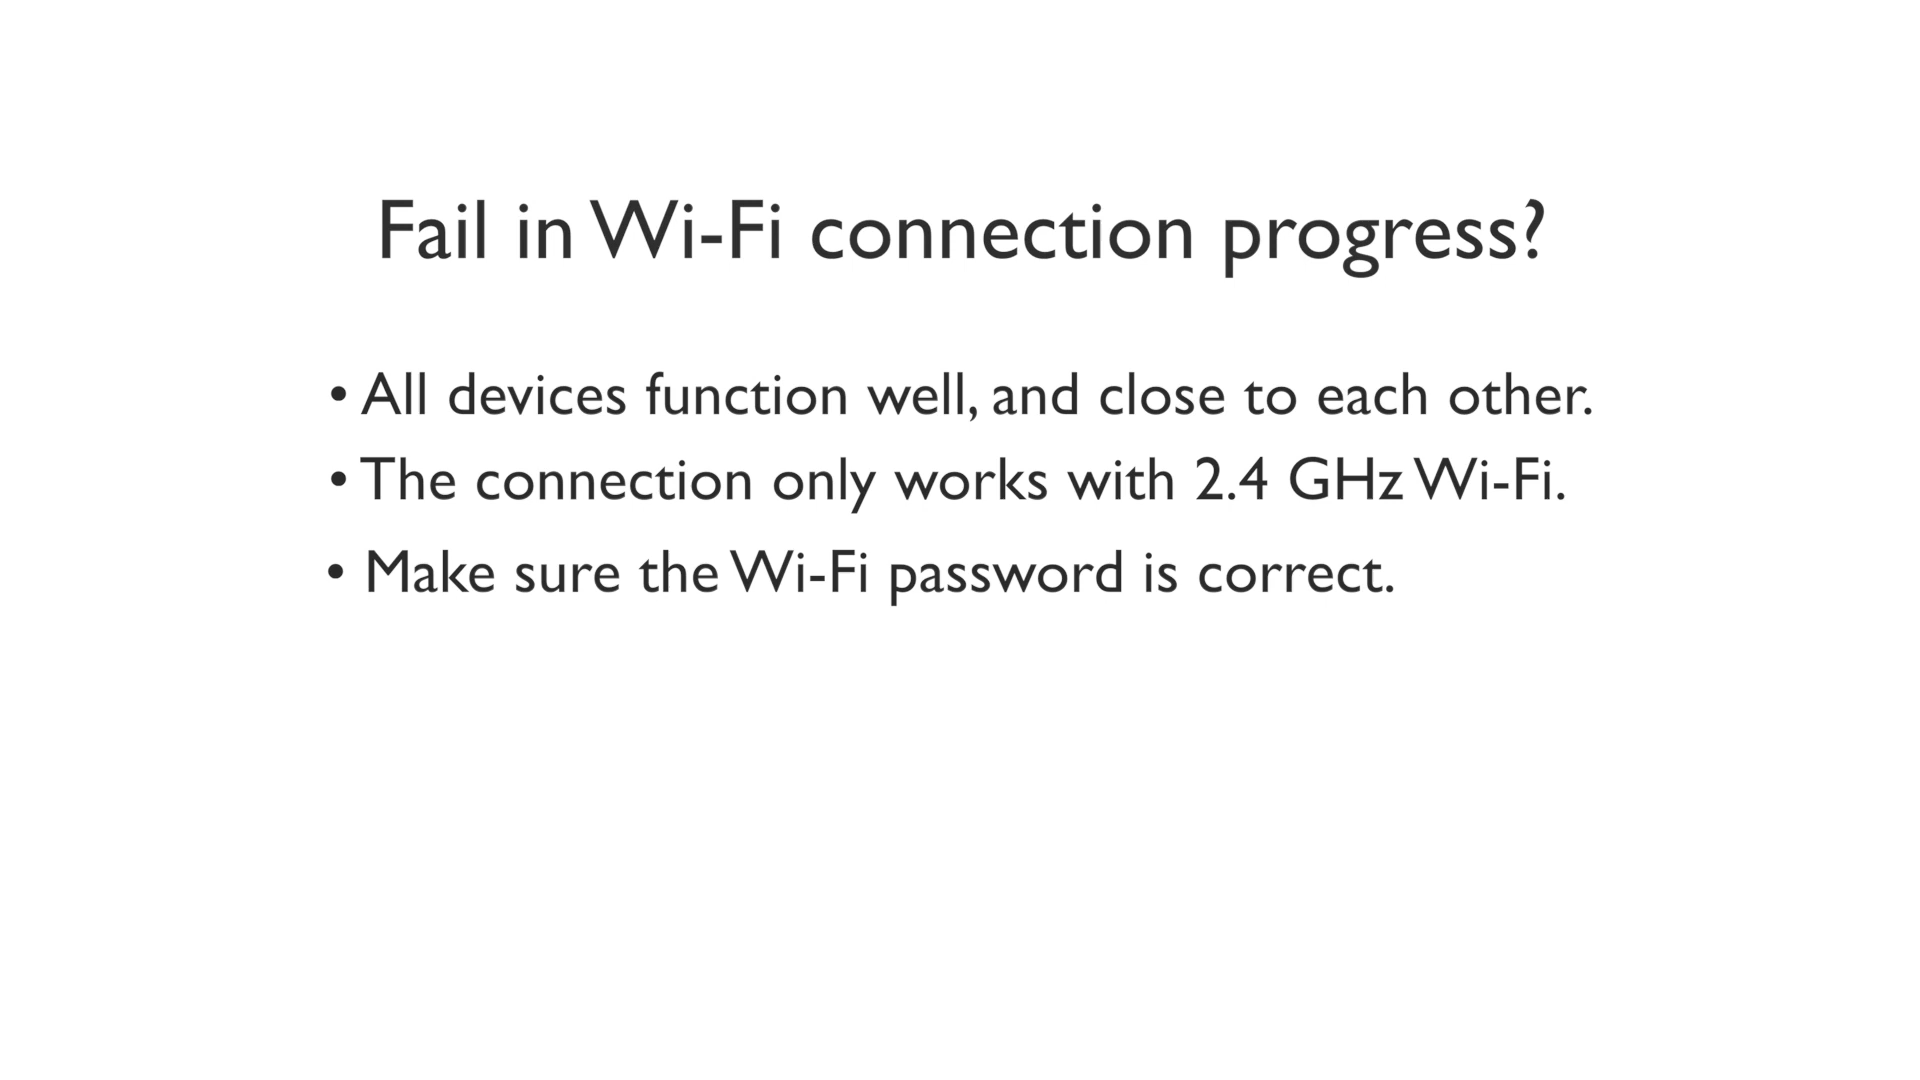 Fail in Wi-Fi connection progress?
• All devices function well, and close to each other.
• The connection only works with 2.4 GHz Wi-Fi.
• Make sure the Wi-Fi password is correct.